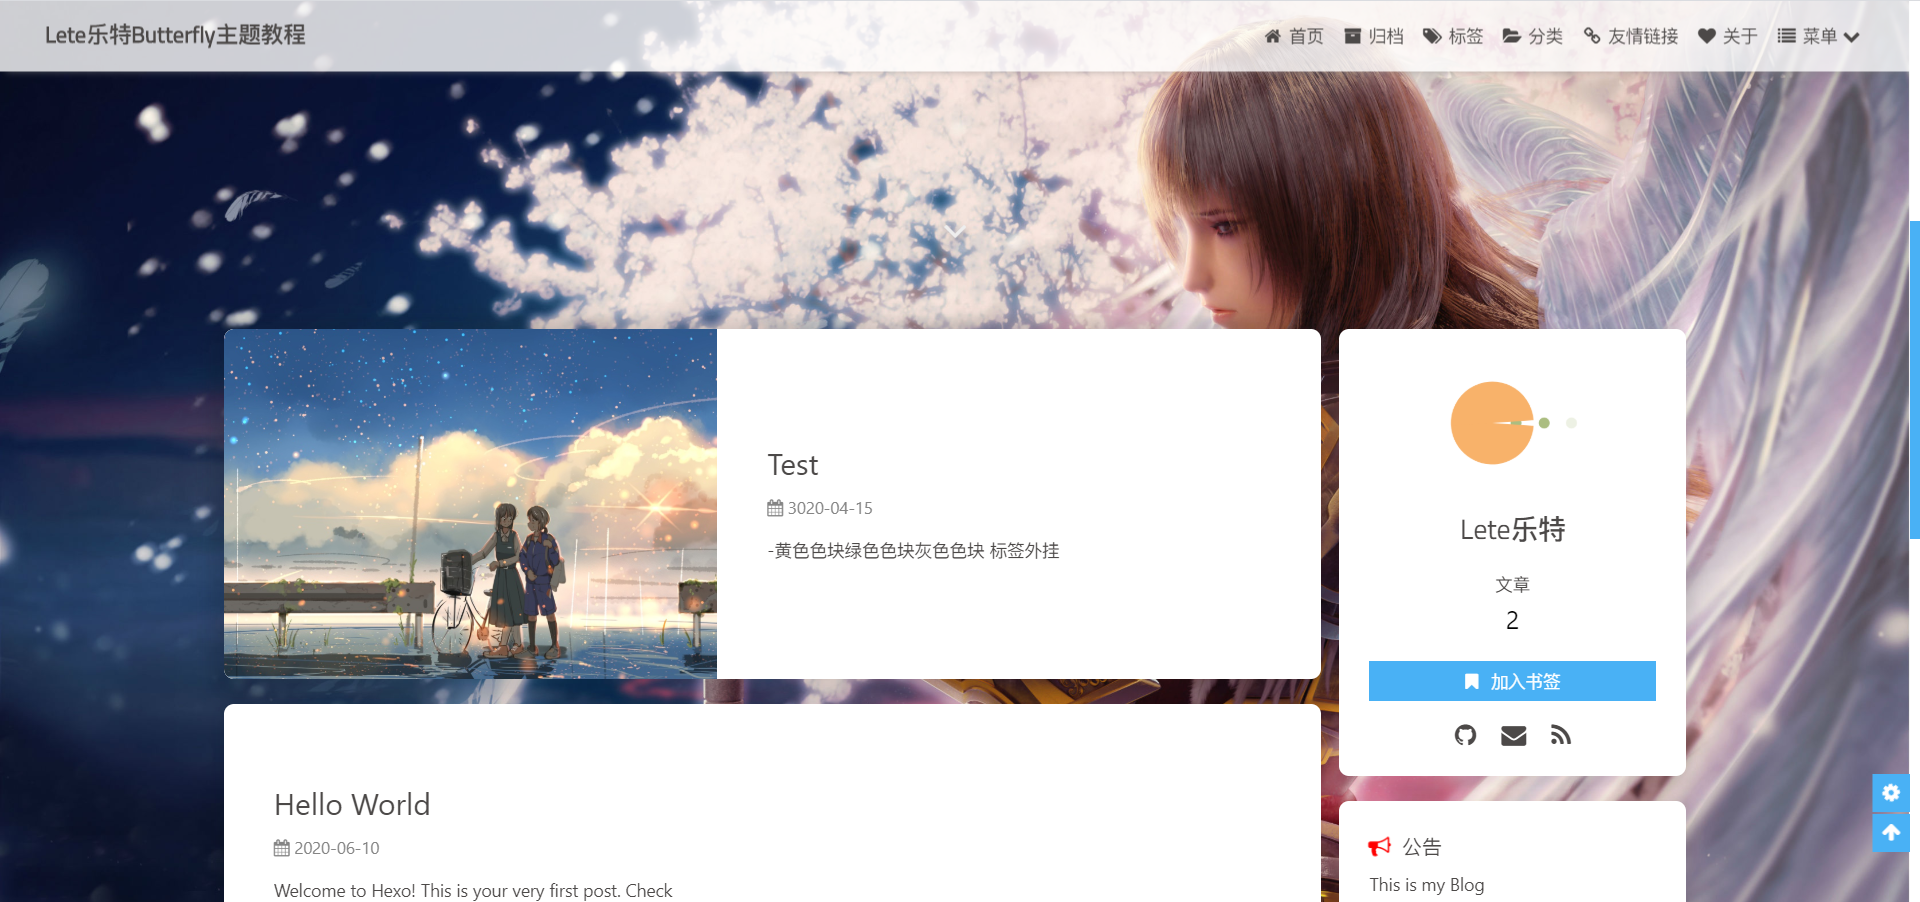 Lete乐特Butterfly主题教程
首页 归档 标签 分类 友情链接 关于 菜单
Test
3020-04-15
-黄色色块绿色色块灰色色块 标签外挂
Hello World
2020-06-10
Welcome to Hexo! This is your very first post. Check
Lete乐特
文章
2
加入书签
公告
This is my Blog